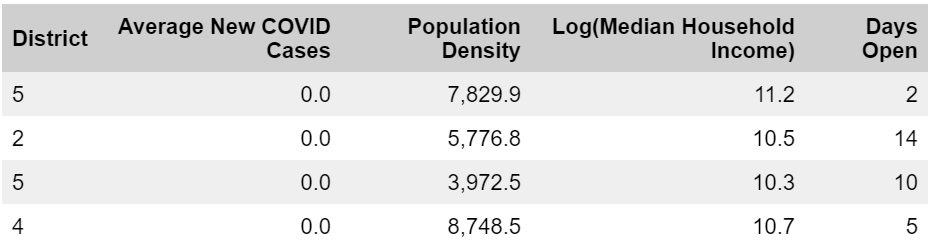 District Average New COVID Cases Population Density Log(Median Household Income) Days Open
5 0.0 7,829.9 11.2 2
2 0.0 5,776.8 10.5 14
5 0.0 3,972.5 10.3 10
4 0.0 8,748.5 10.7 5